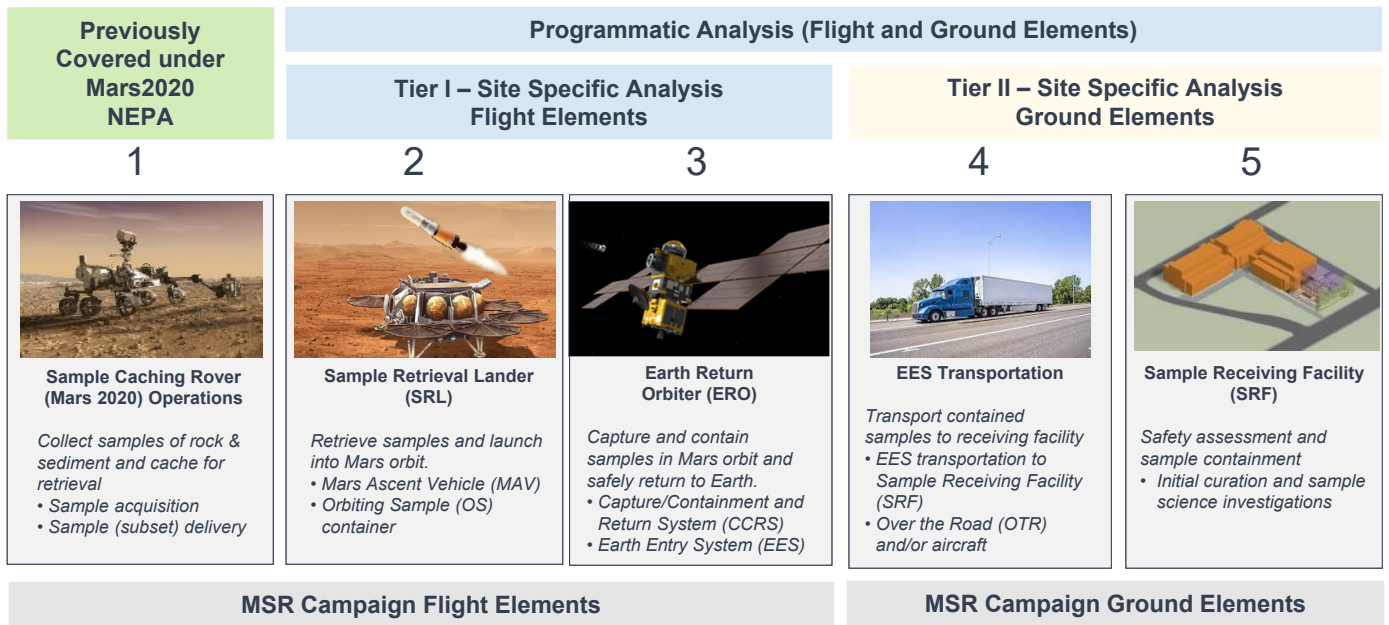 Previously
Covered under
Mars2020
NEPA
Programmatic Analysis (Flight and Ground Elements)
Tier I – Site Specific Analysis
Flight Elements
Tier II – Site Specific Analysis
Ground Elements
1
2
3
4
5
Sample Caching Rover
(Mars 2020) Operations
Collect samples of rock &
sediment and cache for
retrieval
• Sample acquisition
• Sample (subset) delivery
Sample Retrieval Lander
(SRL)
Retrieve samples and launch
into Mars orbit.
• Mars Ascent Vehicle (MAV)
• Orbiting Sample (OS)
container
Earth Return
Orbiter (ERO)
Capture and contain
samples in Mars orbit and
safely return to Earth.
• Capture/Containment and
Return System (CCRS)
• Earth Entry System (EES)
EES Transportation
Transport contained
samples to receiving facility
• EES transportation to
Sample Receiving Facility
(SRF)
• Over the Road (OTR)
and/or aircraft
Sample Receiving Facility
(SRF)
Safety assessment and
sample containment
• Initial curation and sample
science investigations
MSR Campaign Flight Elements
MSR Campaign Ground Elements